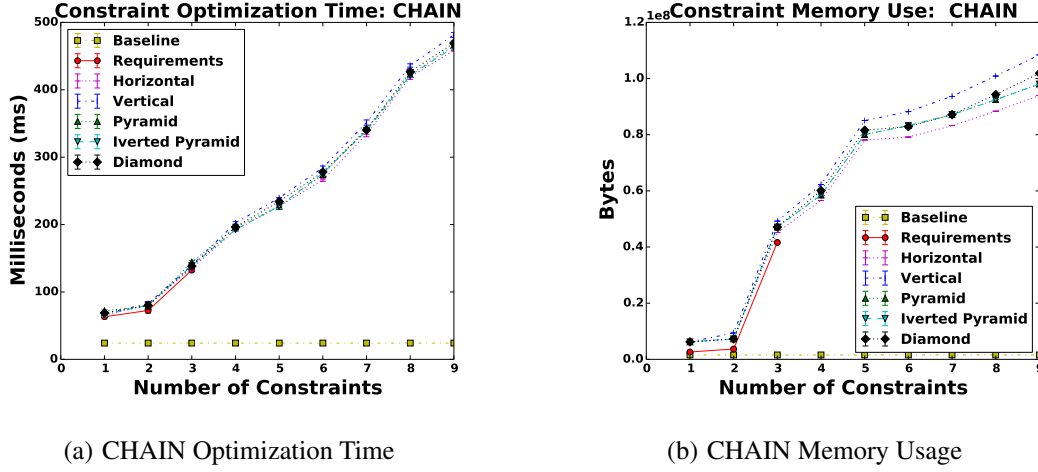 Constraint Optimization Time: CHAIN
500
400
300
200
100
0
Milliseconds (ms)
Baseline
Requirements
Horizontal
Vertical
Pyramid
Iverted Pyramid
Diamond
0 1 2 3 4 5 6 7 8 9
Number of Constraints
(a) CHAIN Optimization Time
1e8
Constraint Memory Use: CHAIN
1.2
1.0
0.8
0.6
0.4
0.2
0.0
Bytes
Baseline
Requirements
Horizontal
Vertical
Pyramid
Iverted Pyramid
Diamond
0 1 2 3 4 5 6 7 8 9
Number of Constraints
(b) CHAIN Memory Usage